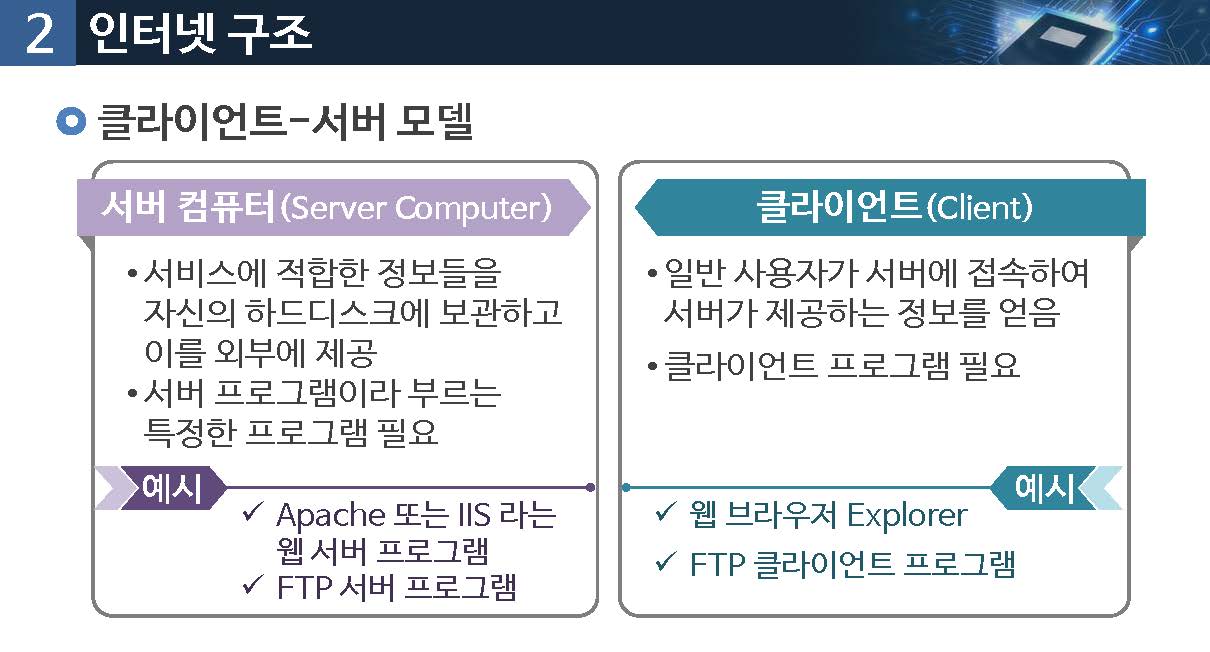 2 인터넷 구조
클라이언트-서버 모델
서버 컴퓨터(Server Computer)
•서비스에 적합한 정보들을
자신의 하드디스크에 보관하고
이를 외부에 제공
•서버 프로그램이라 부르는
특정한 프로그램 필요
예시
✓ Apache 또는 IIS 라는
웹 서버 프로그램
✓ FTP 서버 프로그램
클라이언트(Client)
•일반 사용자가 서버에 접속하여
서버가 제공하는 정보를 얻음
•클라이언트 프로그램 필요
예시
✓ 웹 브라우저 Explorer
✓ FTP 클라이언트 프로그램